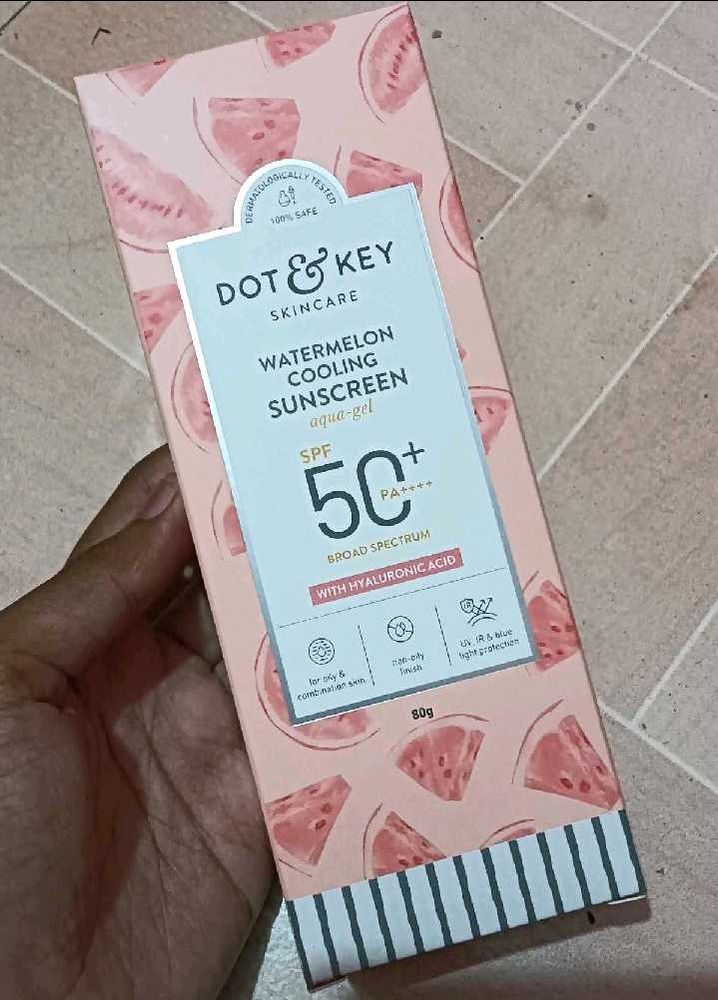 DERMATOLOGICALLY TESTED
100% SAFE
DOT & KEY
SKINCARE
WATERMELON
COOLING
SUNSCREEN
aqua-gel
SPF
50+
PA++++
BROAD SPECTRUM
WITH HYALURONIC ACID
for oily &
combination skin
non-oily
finish
IR
UV, IR & blue
light protection
80g